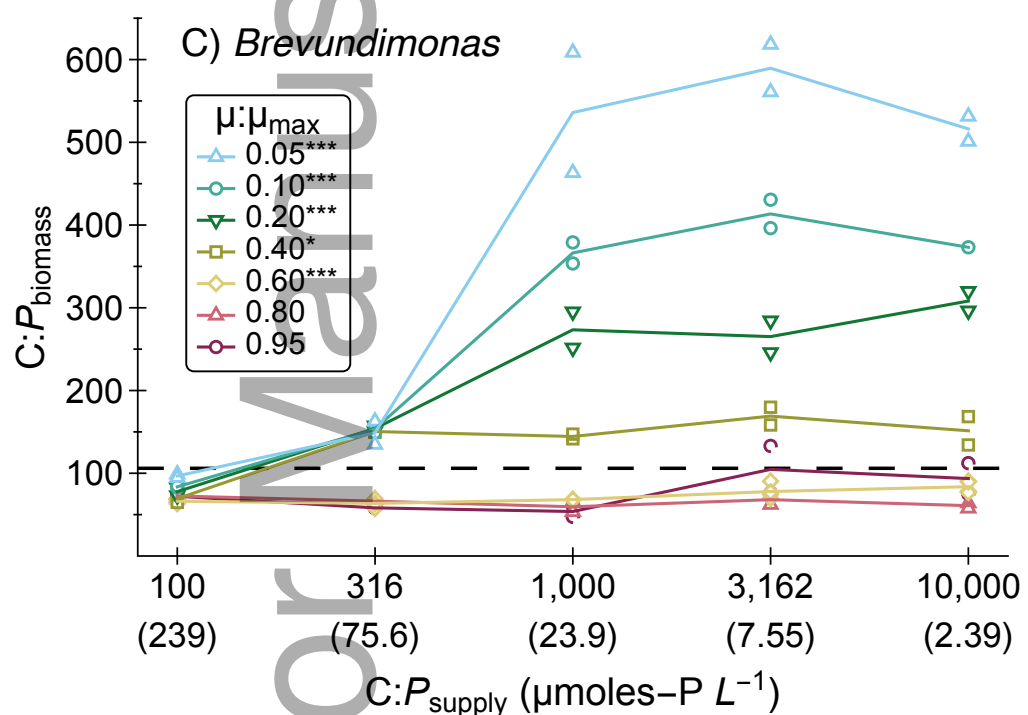 C) Brevundimonas
μ:μmax
0.05***
0.10***
0.20***
0.40*
0.60***
0.80
0.95
600
500
400
300
200
100
C:Pbiomass
100 316 1,000 3,162 10,000
(239) (75.6) (23.9) (7.55) (2.39)
C:Psupply (μmoles−P L−1)
or Manus